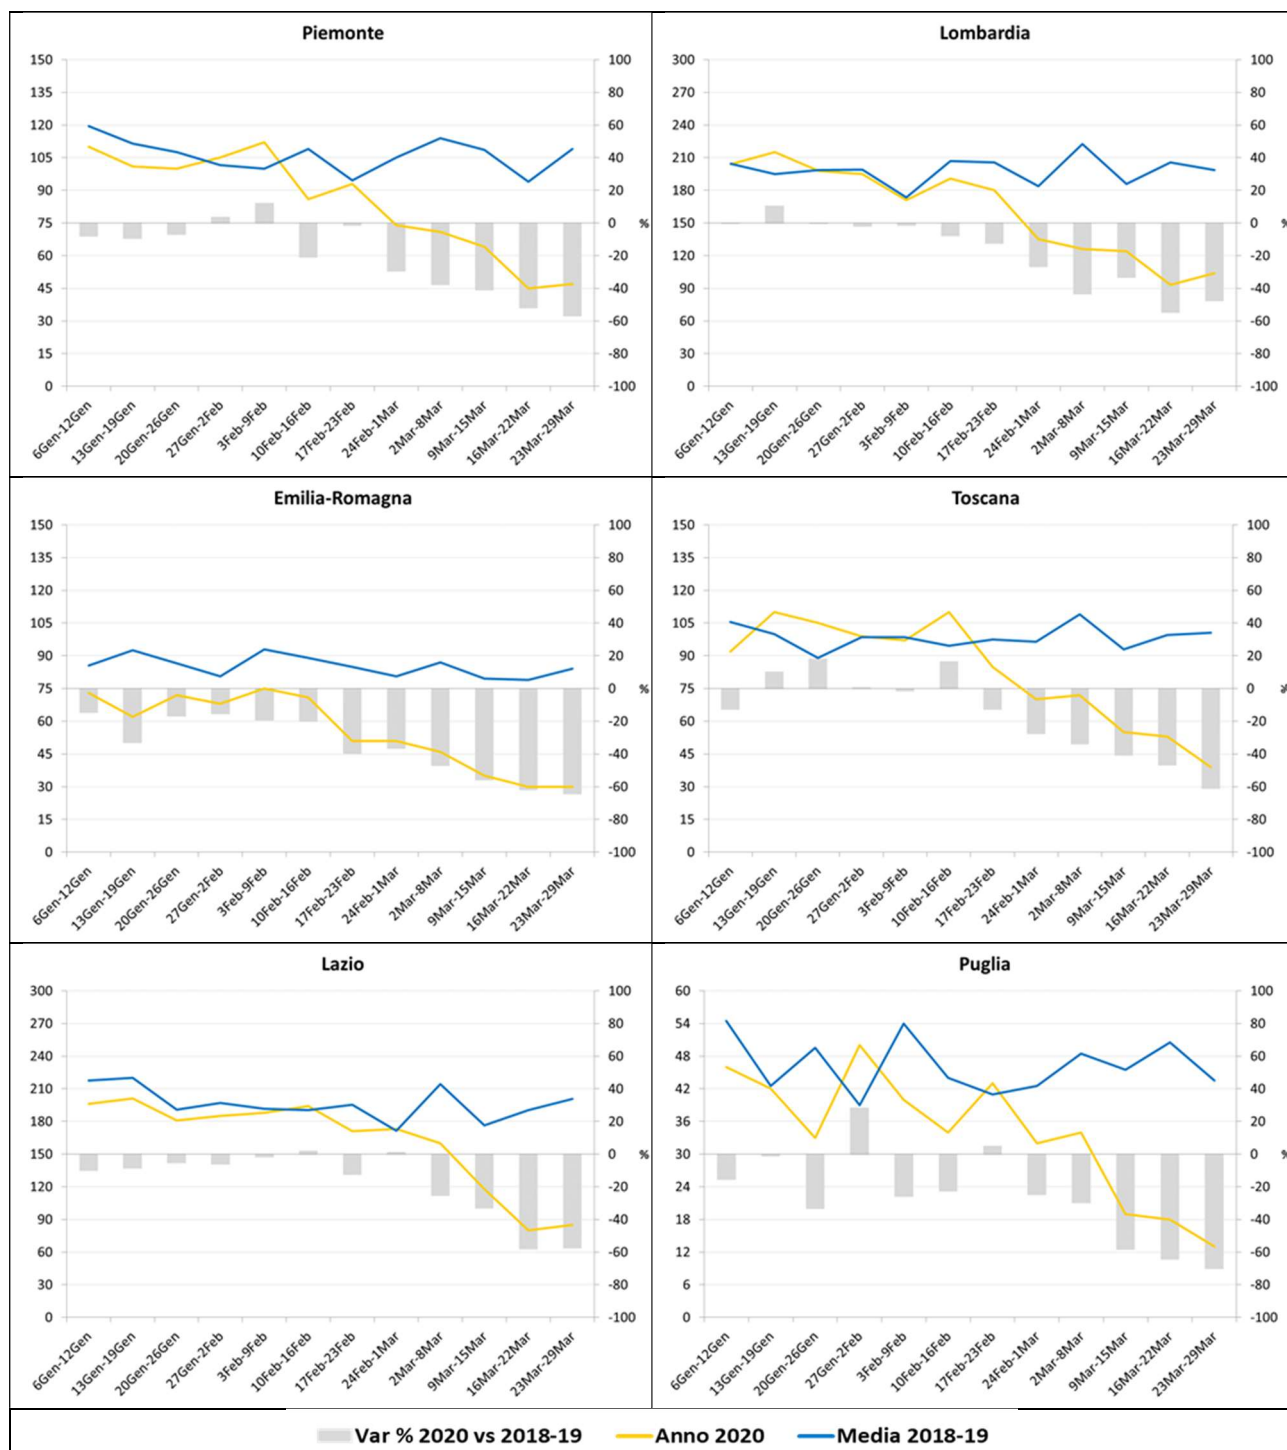 Piemonte
150 135 120 105 90 75 60 45 30 15 0
100 80 60 40 20 0 -20 -40 -60 -80 -100
%
6Gen-12Gen 13Gen-19Gen 20Gen-26Gen 27Gen-2Feb 3Feb-9Feb 10Feb-16Feb 17Feb-23Feb 24Feb-1Mar 2Mar-8Mar 9Mar-15Mar 16Mar-22Mar 23Mar-29Mar
Lombardia
300 270 240 210 180 150 120 90 60 30 0
100 80 60 40 20 0 -20 -40 -60 -80 -100
%
6Gen-12Gen 13Gen-19Gen 20Gen-26Gen 27Gen-2Feb 3Feb-9Feb 10Feb-16Feb 17Feb-23Feb 24Feb-1Mar 2Mar-8Mar 9Mar-15Mar 16Mar-22Mar 23Mar-29Mar
Emilia-Romagna
150 135 120 105 90 75 60 45 30 15 0
100 80 60 40 20 0 -20 -40 -60 -80 -100
%
6Gen-12Gen 13Gen-19Gen 20Gen-26Gen 27Gen-2Feb 3Feb-9Feb 10Feb-16Feb 17Feb-23Feb 24Feb-1Mar 2Mar-8Mar 9Mar-15Mar 16Mar-22Mar 23Mar-29Mar
Toscana
150 135 120 105 90 75 60 45 30 15 0
100 80 60 40 20 0 -20 -40 -60 -80 -100
%
6Gen-12Gen 13Gen-19Gen 20Gen-26Gen 27Gen-2Feb 3Feb-9Feb 10Feb-16Feb 17Feb-23Feb 24Feb-1Mar 2Mar-8Mar 9Mar-15Mar 16Mar-22Mar 23Mar-29Mar
Lazio
300 270 240 210 180 150 120 90 60 30 0
100 80 60 40 20 0 -20 -40 -60 -80 -100
%
6Gen-12Gen 13Gen-19Gen 20Gen-26Gen 27Gen-2Feb 3Feb-9Feb 10Feb-16Feb 17Feb-23Feb 24Feb-1Mar 2Mar-8Mar 9Mar-15Mar 16Mar-22Mar 23Mar-29Mar
Puglia
60 54 48 42 36 30 24 18 12 6 0
100 80 60 40 20 0 -20 -40 -60 -80 -100
%
6Gen-12Gen 13Gen-19Gen 20Gen-26Gen 27Gen-2Feb 3Feb-9Feb 10Feb-16Feb 17Feb-23Feb 24Feb-1Mar 2Mar-8Mar 9Mar-15Mar 16Mar-22Mar 23Mar-29Mar
Var % 2020 vs 2018-19 Anno 2020 Media 2018-19